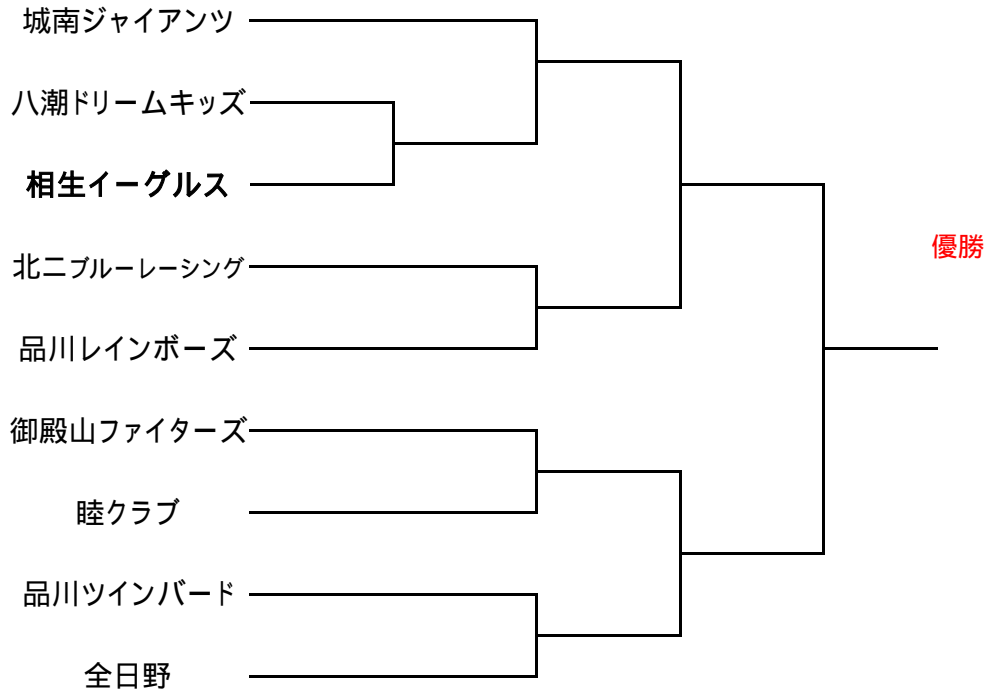 城南ジャイアンツ
八潮ドリームキッズ
相生イーグルス
優勝
北二ブルーレーシング
品川レインボーズ
御殿山ファイターズ
睦クラブ
品川ツインバード
全日野